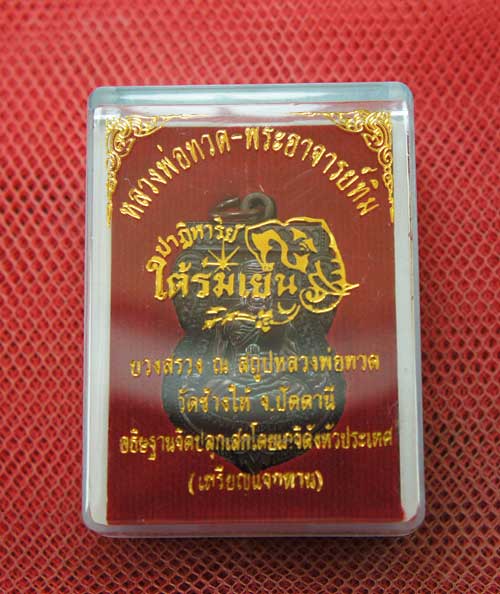 หลวงพ่อทวด-พระอาจารย์ทิม
ปาฏิหาริย์
ใต้ร่มเย็น
บวงสรวง ณ สถูปหลวงพ่อทวด
วัดช้างให้ จ.ปัตตานี
อธิษฐานจิตปลุกเสกโดยเกจิดังทั่วประเทศ
(เหรียญแจกทาน)